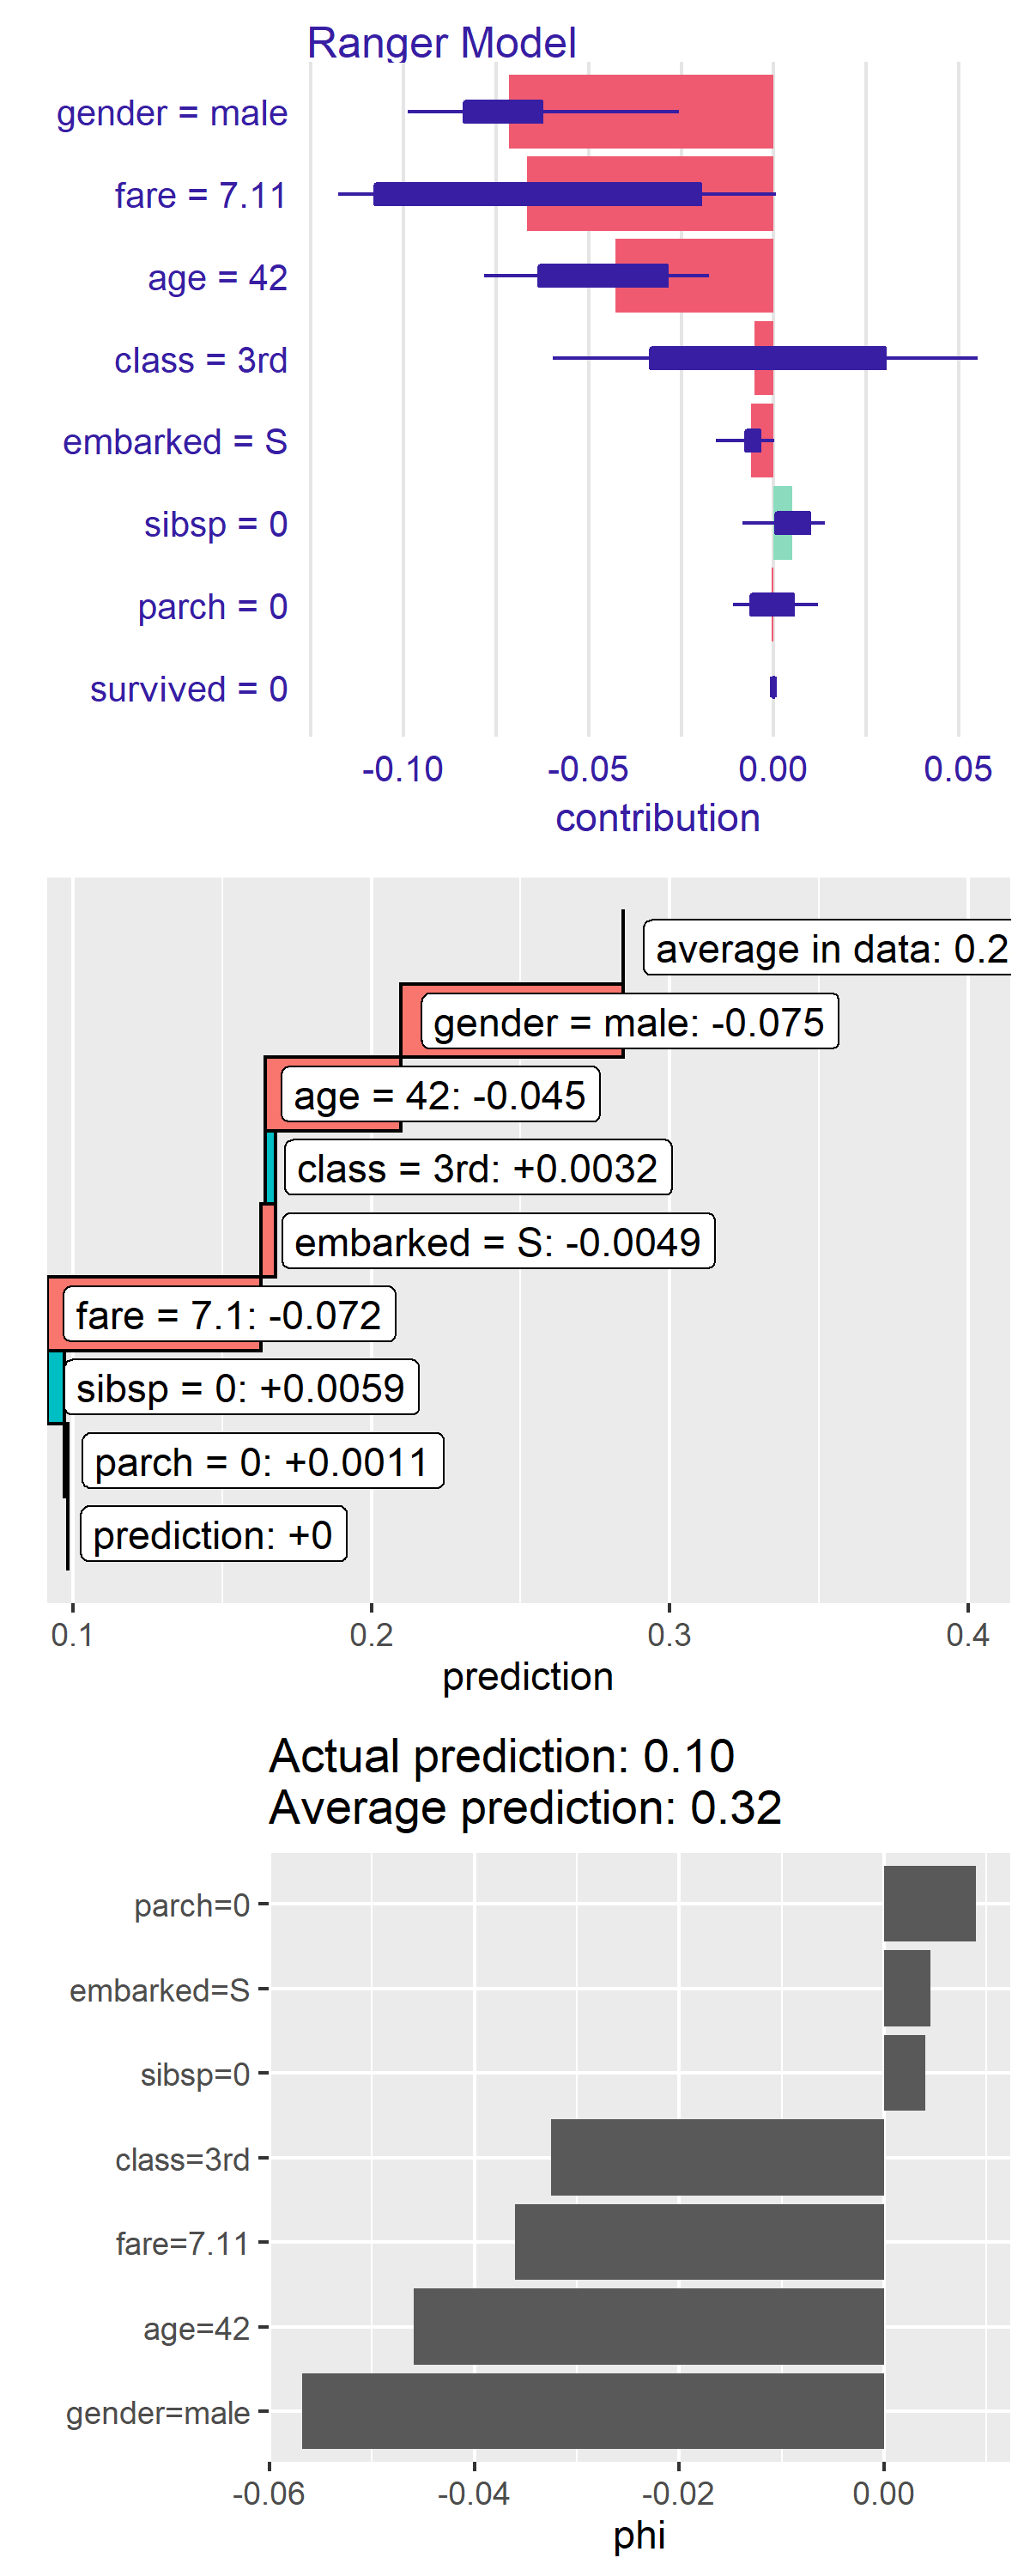 Ranger Model
gender = male
fare = 7.11
age = 42
class = 3rd
embarked = S
sibsp = 0
parch = 0
survived = 0
-0.10 -0.05 0.00 0.05
contribution
average in data: 0.2
gender = male: -0.075
age = 42: -0.045
class = 3rd: +0.0032
embarked = S: -0.0049
fare = 7.1: -0.072
sibsp = 0: +0.0059
parch = 0: +0.0011
prediction: +0
0.1 0.2 0.3 0.4
prediction
Actual prediction: 0.10
Average prediction: 0.32
parch=0
embarked=S
sibsp=0
class=3rd
fare=7.11
age=42
gender=male
-0.06 -0.04 -0.02 0.00
phi